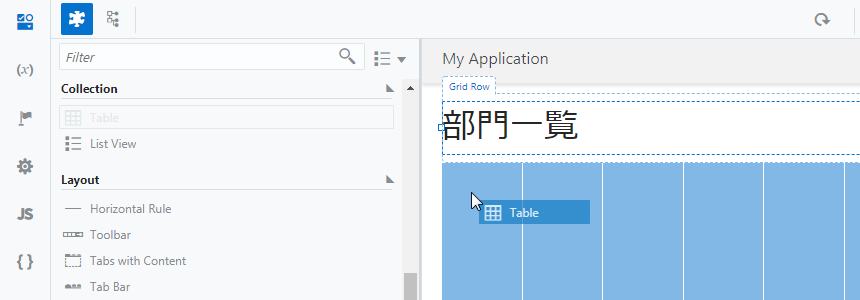 (x)
JS
{ }
Filter
Collection
Table
List View
Layout
Horizontal Rule
Toolbar
Tabs with Content
Tab Bar
My Application
Grid Row
部門一覧
Table